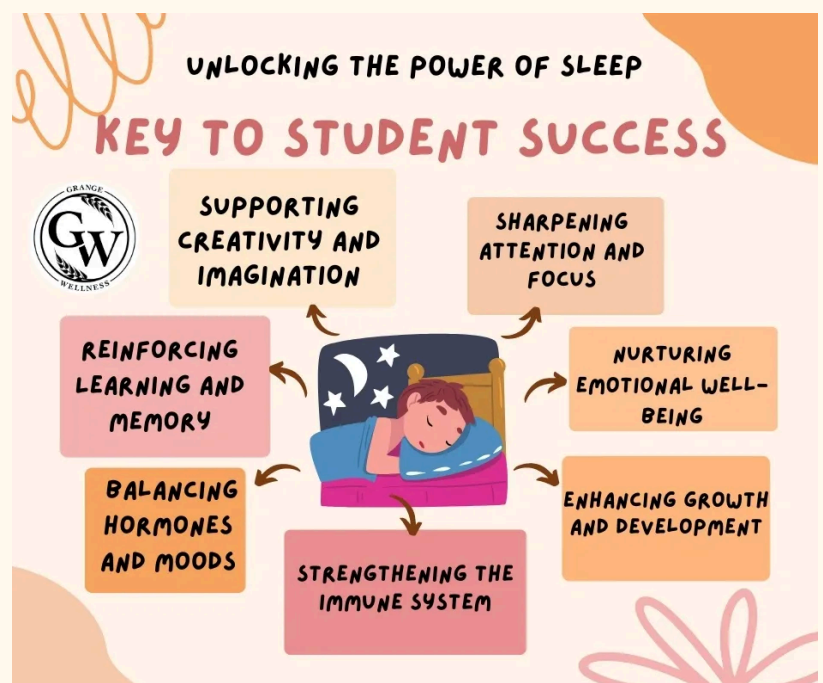 UNLOCKING THE POWER OF SLEEP
KEY TO STUDENT SUCCESS
GRANGE
GW
WELLNESS
SUPPORTING
CREATIVITY AND
IMAGINATION
SHARPENING
ATTENTION AND
FOCUS
REINFORCING
LEARNING AND
MEMORY
NURTURING
EMOTIONAL WELL-
BEING
BALANCING
HORMONES
AND MOODS
ENHANCING GROWTH
AND DEVELOPMENT
STRENGTHENING THE
IMMUNE SYSTEM